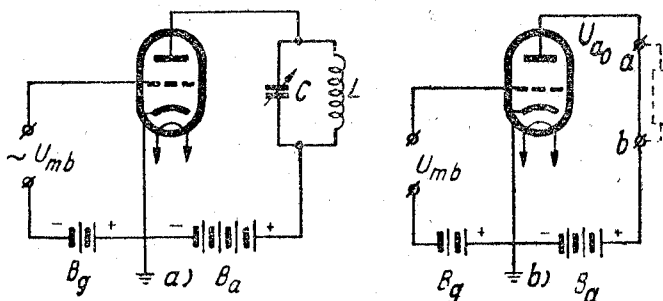 C
L
~ U_mb
- +
- +
B_g
a)
B_a
U_a0
a
b
U_mb
- +
- +
B_g
b)
B_a